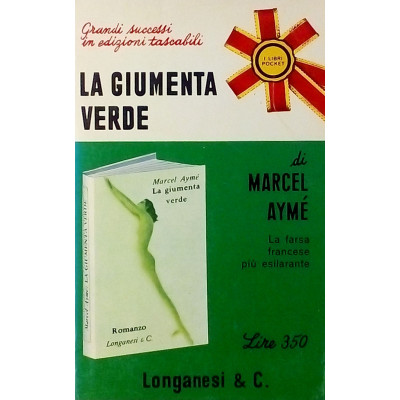 Grandi successi
in edizioni tascabili
I LIBRI
POCKET
LA GIUMENTA
VERDE
di
MARCEL
AYMÉ
La farsa
francese
più esilarante
Marcel Aymé
La giumenta
verde
Marcel Aymé LA GIUMENTA VERDE
Romanzo
Longanesi & C.
Lire 350
Longanesi & C.